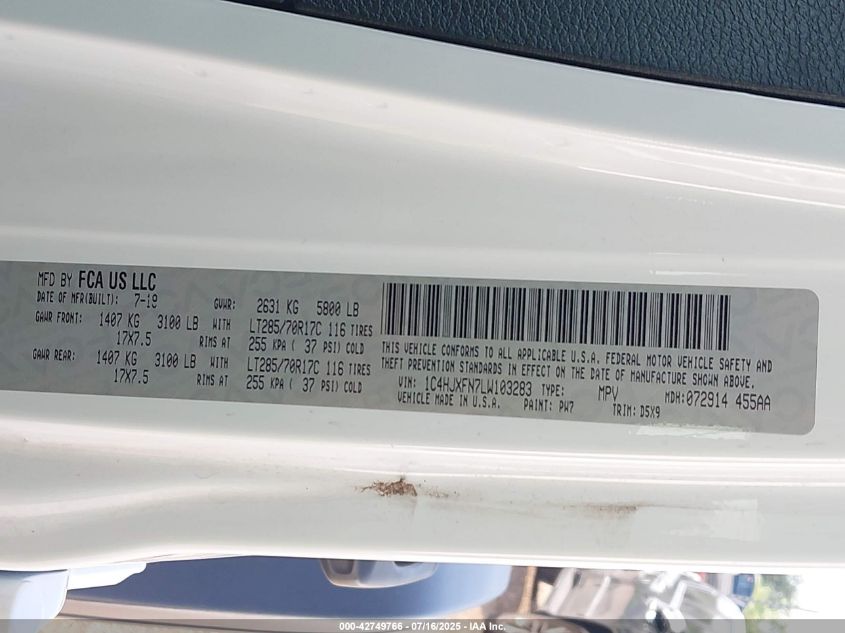 MFD BY FCA US LLC
DATE OF MFR(BUILT): 7-19 GVWR: 2631 KG 5800 LB
GAWR FRONT: 1407 KG 3100 LB WITH LT285/70R17C 116 TIRES
17X7.5 RIMS AT 255 KPA ( 37 PSI) COLD
GAWR REAR: 1407 KG 3100 LB WITH LT285/70R17C 116 TIRES
17X7.5 RIMS AT 255 KPA ( 37 PSI) COLD
THIS VEHICLE CONFORMS TO ALL APPLICABLE U.S.A. FEDERAL MOTOR VEHICLE SAFETY AND
THEFT PREVENTION STANDARDS IN EFFECT ON THE DATE OF MANUFACTURE SHOWN ABOVE.
VIN: 1C4HJXFN7LW103283 TYPE: MPV MDH:072914 455AA
VEHICLE MADE IN U.S.A. PAINT: PW7 TRIM: D5X9
000-42749766 - 07/16/2025 - IAA Inc.